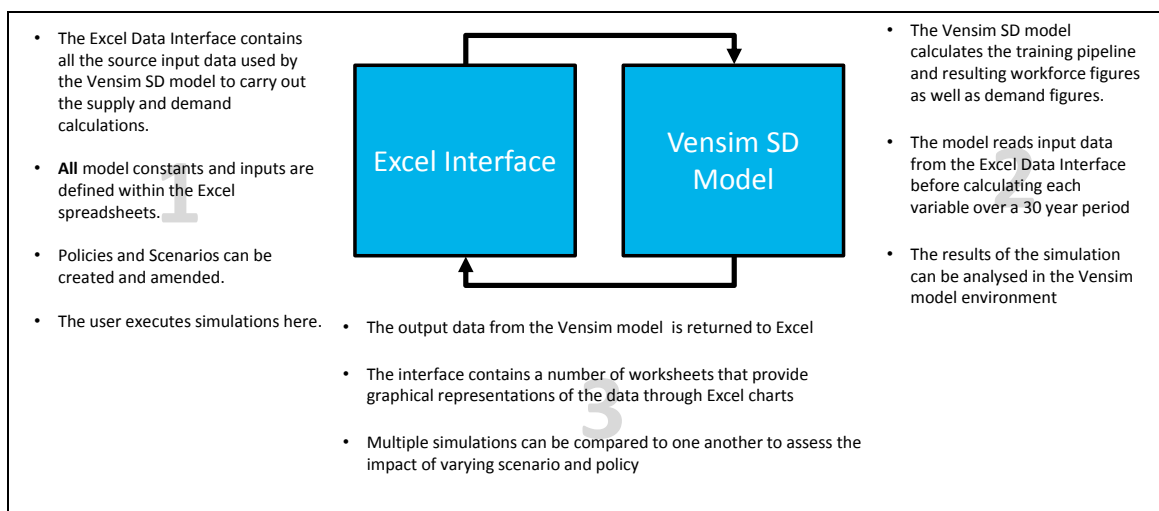 • The Excel Data Interface contains
all the source input data used by
the Vensim SD model to carry out
the supply and demand
calculations.
• All model constants and inputs are
defined within the Excel
spreadsheets.
• Policies and Scenarios can be
created and amended.
• The user executes simulations here.
1
Excel Interface
Vensim SD
Model
• The Vensim SD model
calculates the training pipeline
and resulting workforce figures
as well as demand figures.
• The model reads input data
from the Excel Data Interface
before calculating each
variable over a 30 year period
• The results of the simulation
can be analysed in the Vensim
model environment
2
• The output data from the Vensim model is returned to Excel
• The interface contains a number of worksheets that provide
graphical representations of the data through Excel charts
• Multiple simulations can be compared to one another to assess the
impact of varying scenario and policy
3